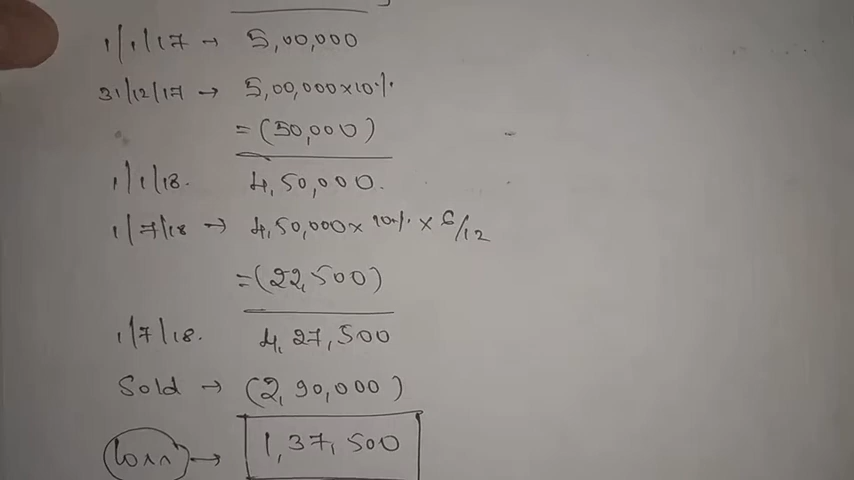 1/1/17 → 5,00,000
31/12/17 → 5,00,000×10%
= (50,000)
1/1/18. 4,50,000.
1/7/18 → 4,50,000× 10% × 6/12
=(22,500)
1/7/18. 4,27,500
Sold → (2,90,000)
loss → 1,37,500